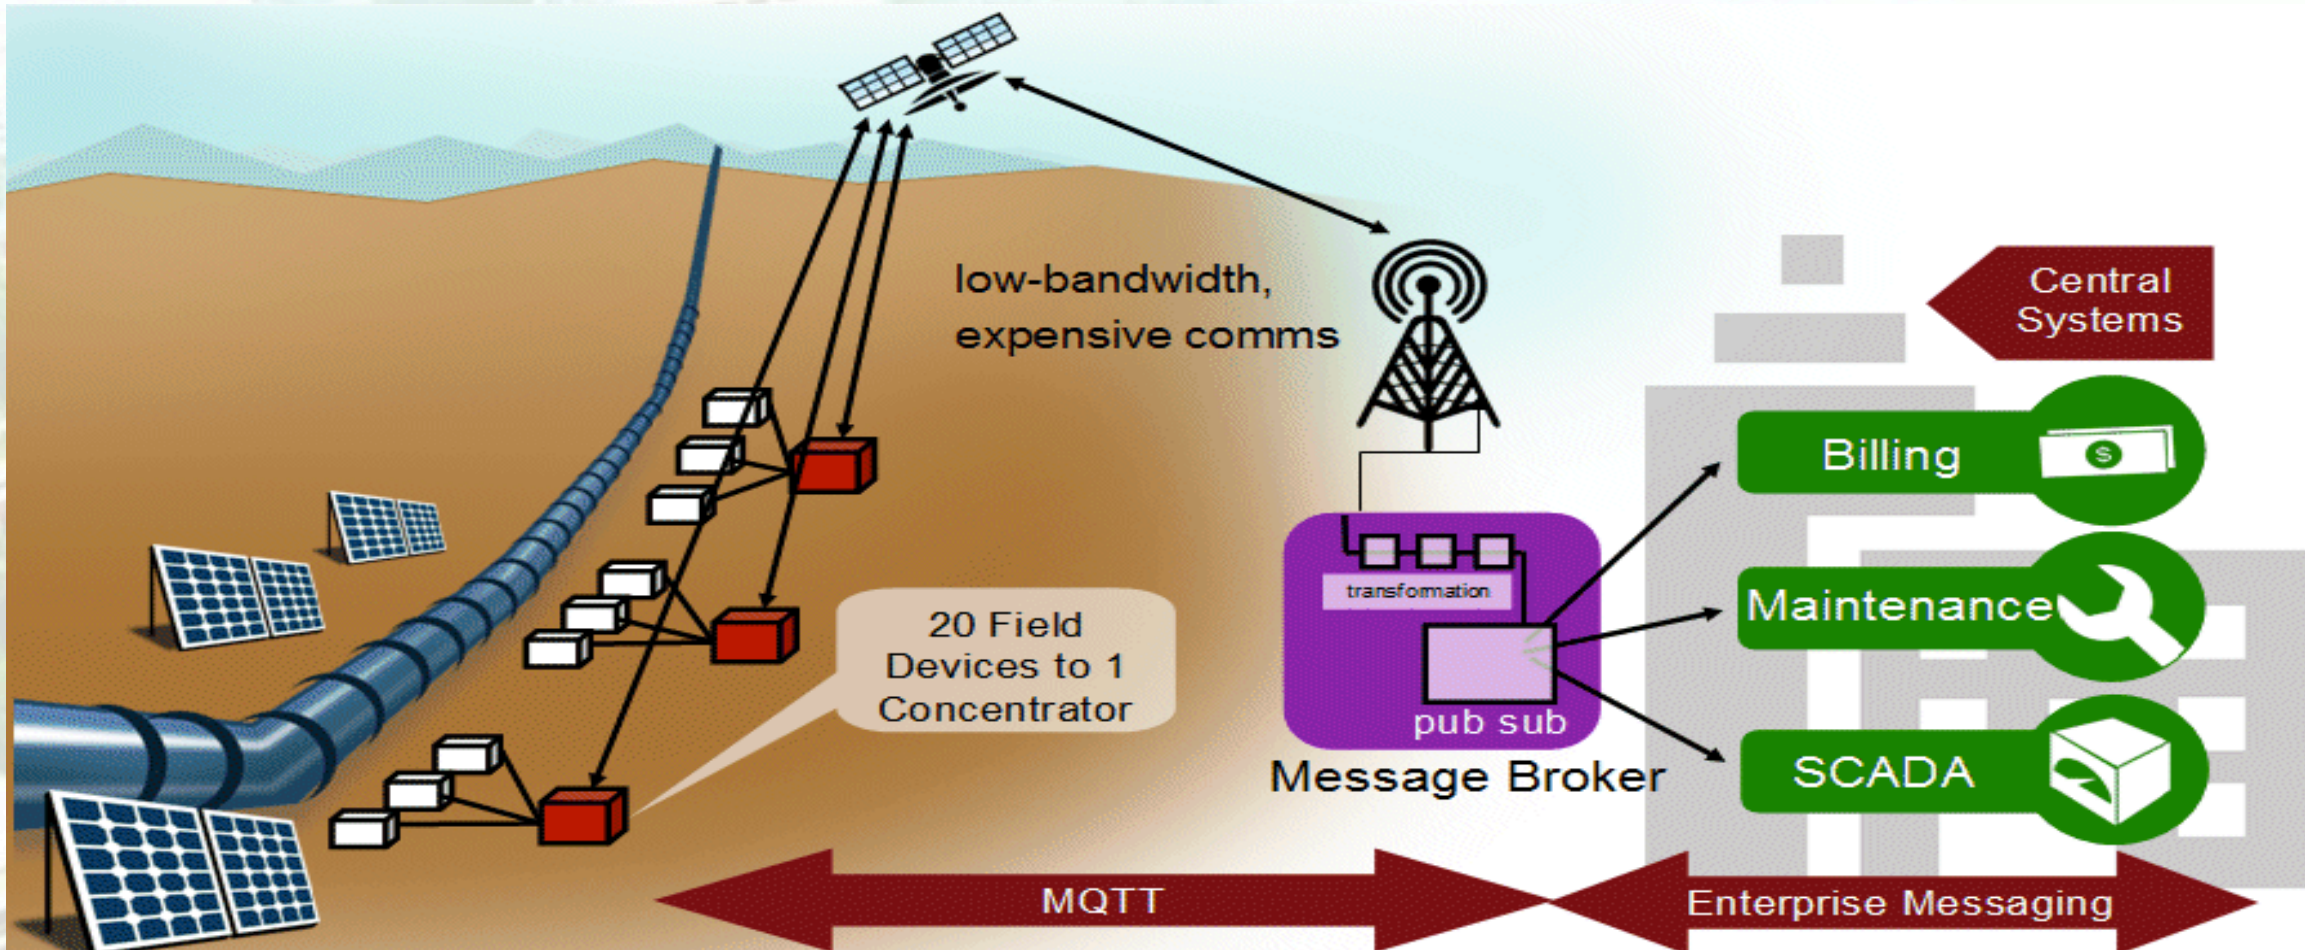 low-bandwidth,
expensive comms
Central
Systems
Billing
S
Maintenance
transformation
20 Field
Devices to 1
Concentrator
pub sub
Message Broker
SCADA
MQTT
Enterprise Messaging